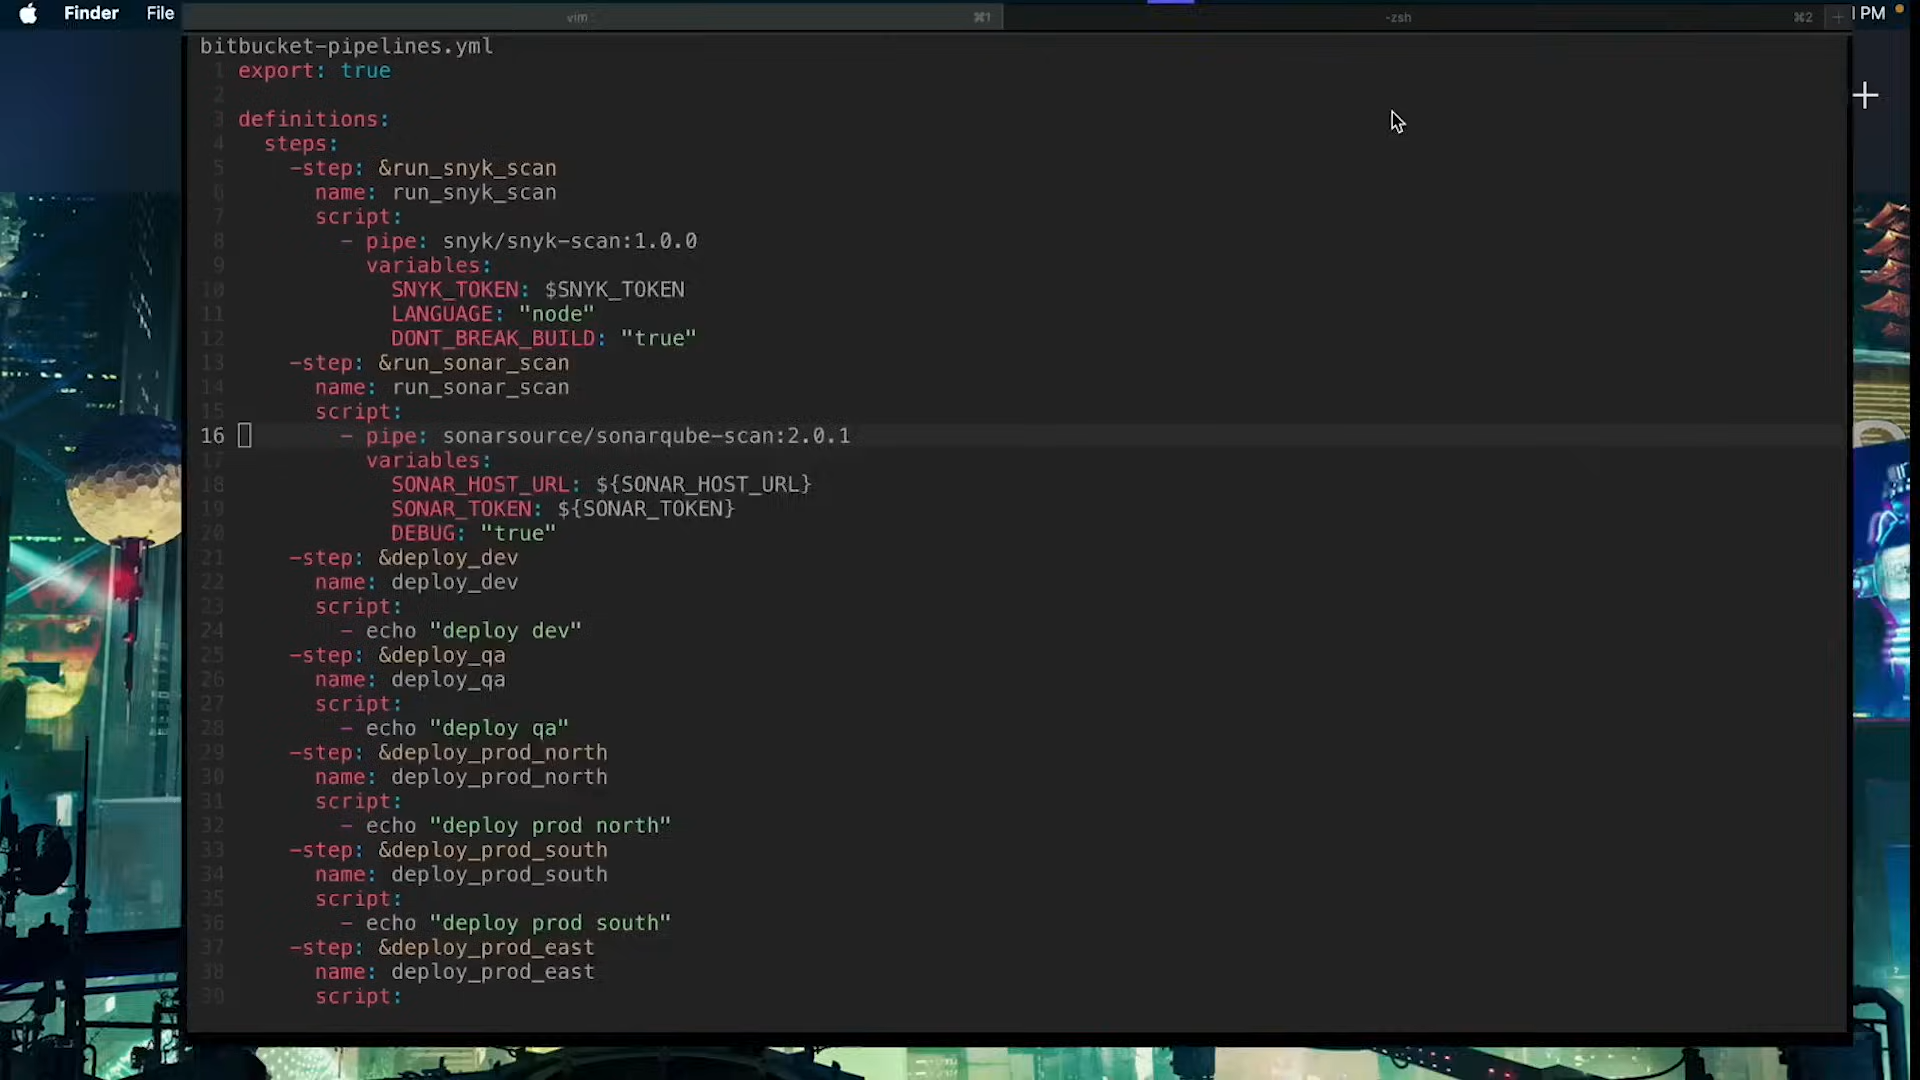 Finder File
vim ⌘1 -zsh ⌘2 + PM
bitbucket-pipelines.yml
1 export: true
2
3 definitions:
4 steps:
5 -step: &run_snyk_scan
6 name: run_snyk_scan
7 script:
8 - pipe: snyk/snyk-scan:1.0.0
9 variables:
10 SNYK_TOKEN: $SNYK_TOKEN
11 LANGUAGE: "node"
12 DONT_BREAK_BUILD: "true"
13 -step: &run_sonar_scan
14 name: run_sonar_scan
15 script:
16 - pipe: sonarsource/sonarqube-scan:2.0.1
17 variables:
18 SONAR_HOST_URL: ${SONAR_HOST_URL}
19 SONAR_TOKEN: ${SONAR_TOKEN}
20 DEBUG: "true"
21 -step: &deploy_dev
22 name: deploy_dev
23 script:
24 - echo "deploy dev"
25 -step: &deploy_qa
26 name: deploy_qa
27 script:
28 - echo "deploy qa"
29 -step: &deploy_prod_north
30 name: deploy_prod_north
31 script:
32 - echo "deploy prod north"
33 -step: &deploy_prod_south
34 name: deploy_prod_south
35 script:
36 - echo "deploy prod south"
37 -step: &deploy_prod_east
38 name: deploy_prod_east
39 script: